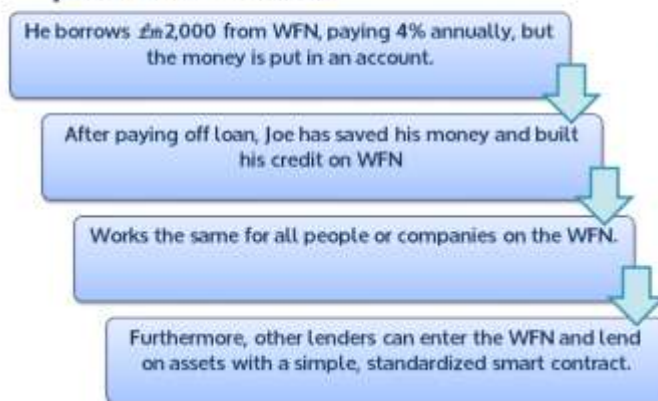 He borrows ₤m2,000 from WFN, paying 4% annually, but
the money is put in an account.
After paying off loan, Joe has saved his money and built
his credit on WFN
Works the same for all people or companies on the WFN.
Furthermore, other lenders can enter the WFN and lend
on assets with a simple, standardized smart contract.